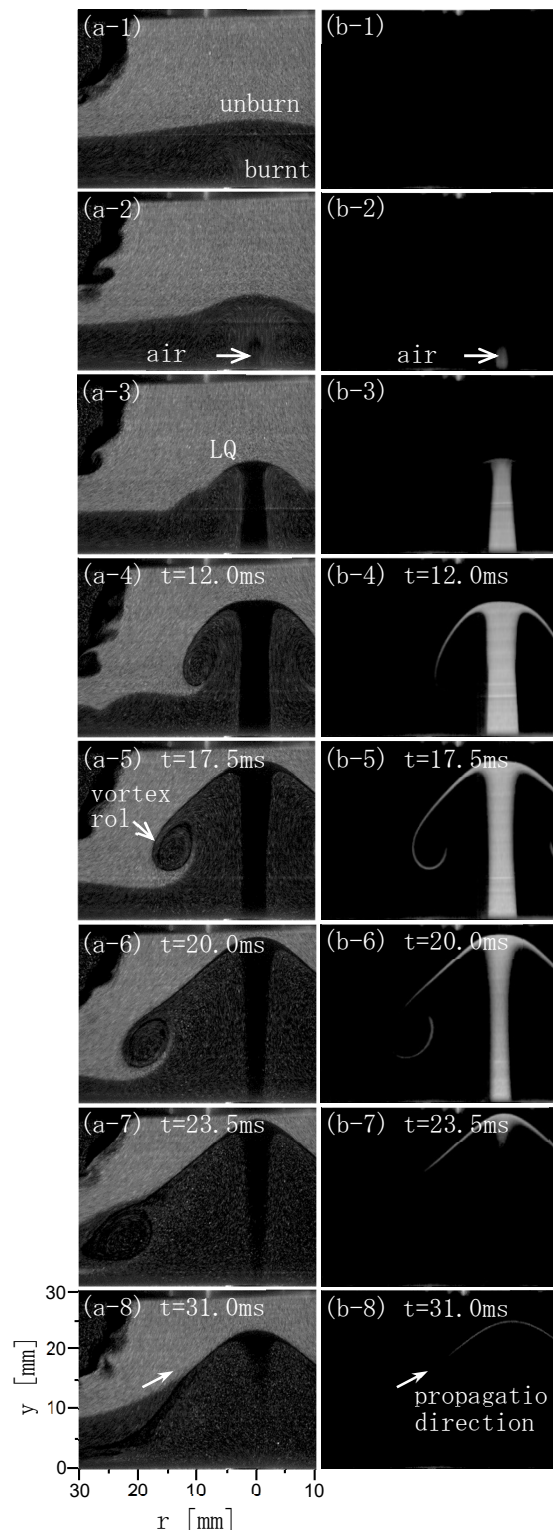 (a-1) (b-1)
unburn
burnt
(a-2) (b-2)
air air
(a-3) (b-3)
LQ
(a-4) t=12.0ms (b-4) t=12.0ms
(a-5) t=17.5ms (b-5) t=17.5ms
vortex
rol
(a-6) t=20.0ms (b-6) t=20.0ms
(a-7) t=23.5ms (b-7) t=23.5ms
(a-8) t=31.0ms (b-8) t=31.0ms
propagatio
direction
30
20
10
0
y [mm]
30 20 10 0 10
r [mm]